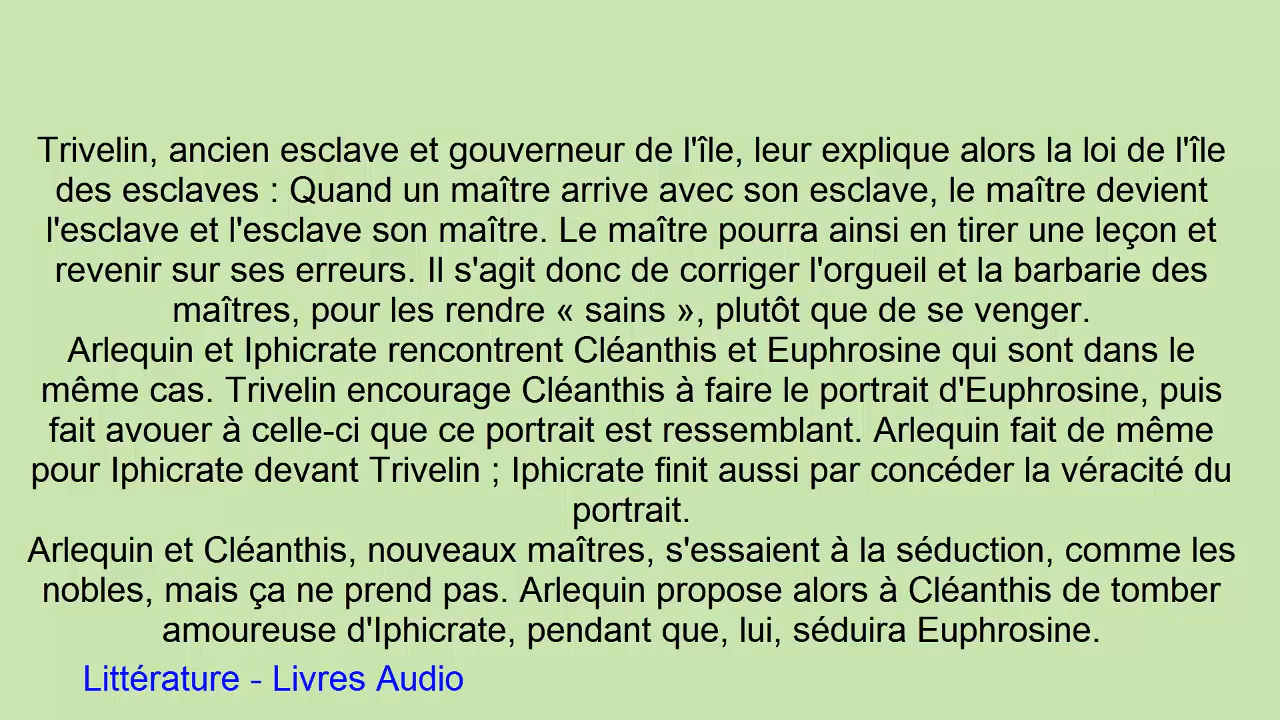 Trivelin, ancien esclave et gouverneur de l'île, leur explique alors la loi de l'île
des esclaves : Quand un maître arrive avec son esclave, le maître devient
l'esclave et l'esclave son maître. Le maître pourra ainsi en tirer une leçon et
revenir sur ses erreurs. Il s'agit donc de corriger l'orgueil et la barbarie des
maîtres, pour les rendre « sains », plutôt que de se venger.
Arlequin et Iphicrate rencontrent Cléanthis et Euphrosine qui sont dans le
même cas. Trivelin encourage Cléanthis à faire le portrait d'Euphrosine, puis
fait avouer à celle-ci que ce portrait est ressemblant. Arlequin fait de même
pour Iphicrate devant Trivelin ; Iphicrate finit aussi par concéder la véracité du
portrait.
Arlequin et Cléanthis, nouveaux maîtres, s'essaient à la séduction, comme les
nobles, mais ça ne prend pas. Arlequin propose alors à Cléanthis de tomber
amoureuse d'Iphicrate, pendant que, lui, séduira Euphrosine.
Littérature - Livres Audio